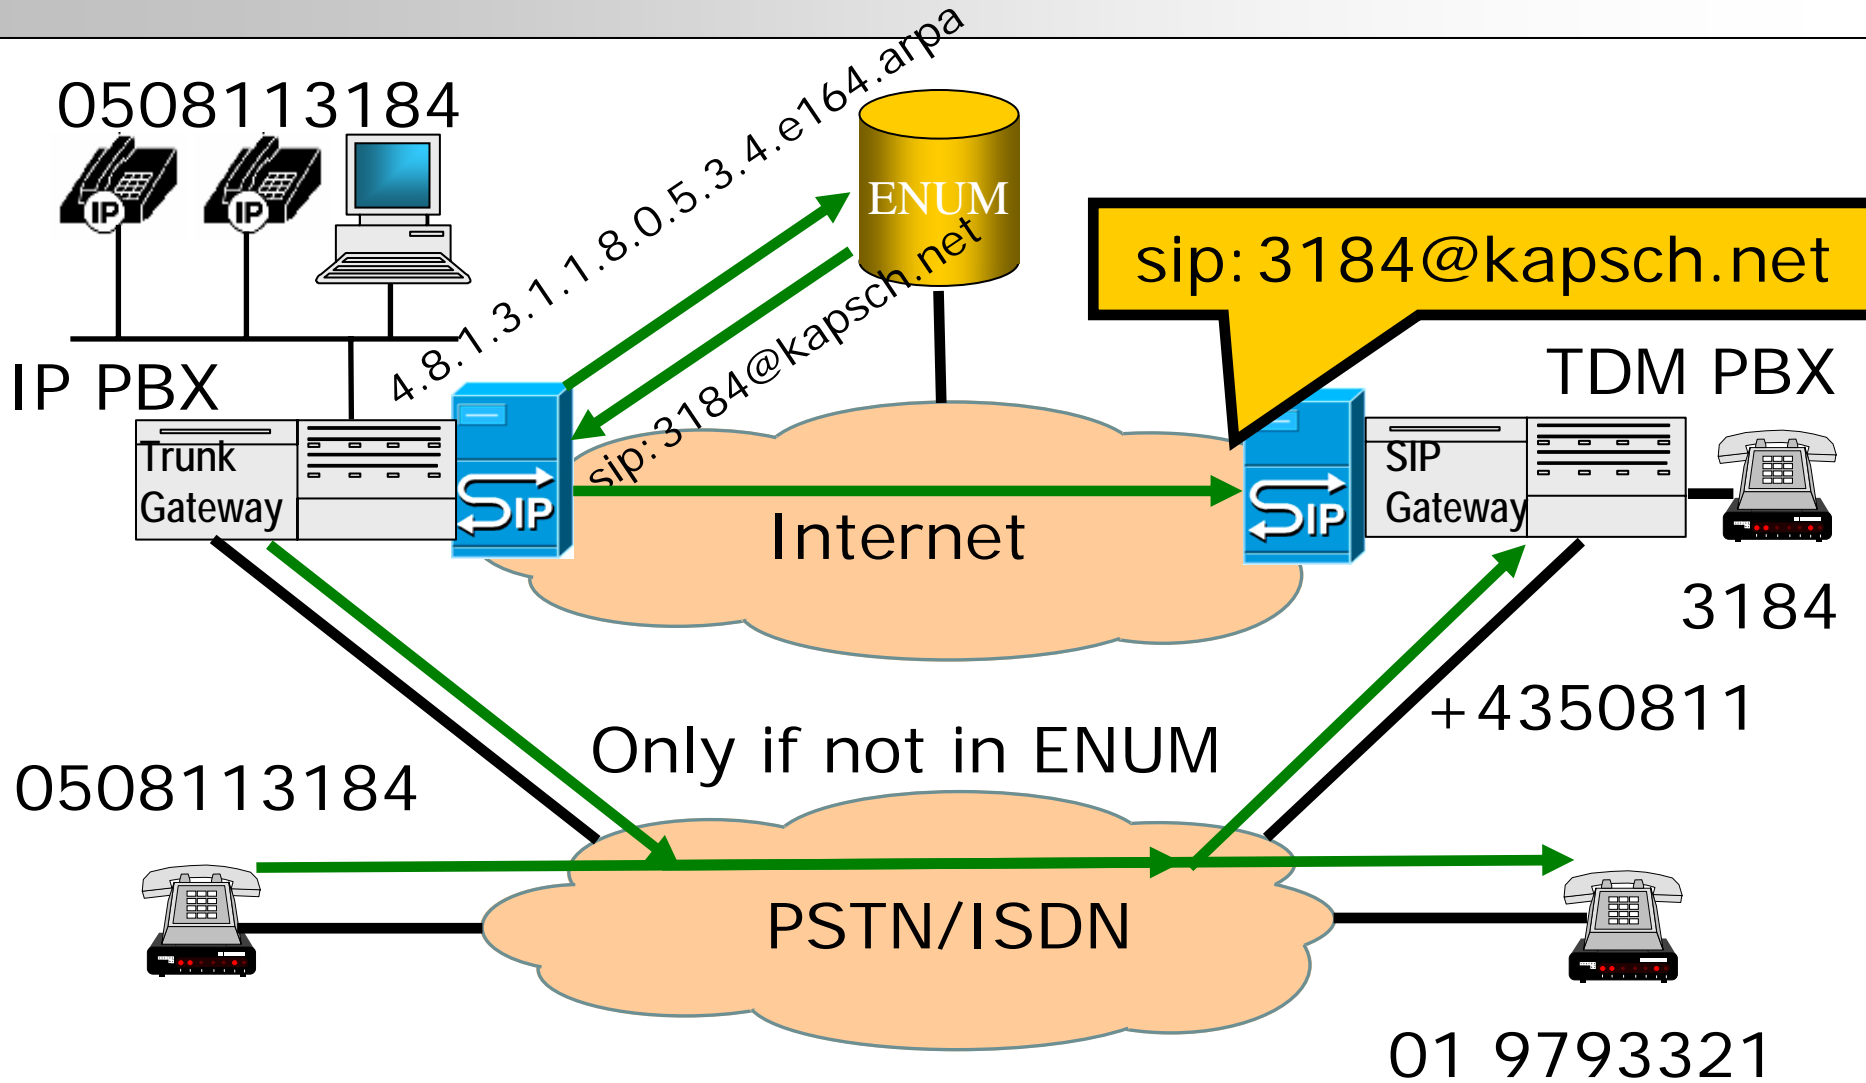 0508113184
IP
IP
4.8.1.3.1.1.8.0.5.3.4.e164.arpa
ENUM
sip:3184@kapsch.net
sip:3184@kapsch.net
IP PBX
TDM PBX
Trunk
Gateway
SIP
SIP
SIP
Gateway
Internet
3184
+4350811
Only if not in ENUM
0508113184
PSTN/ISDN
01 9793321